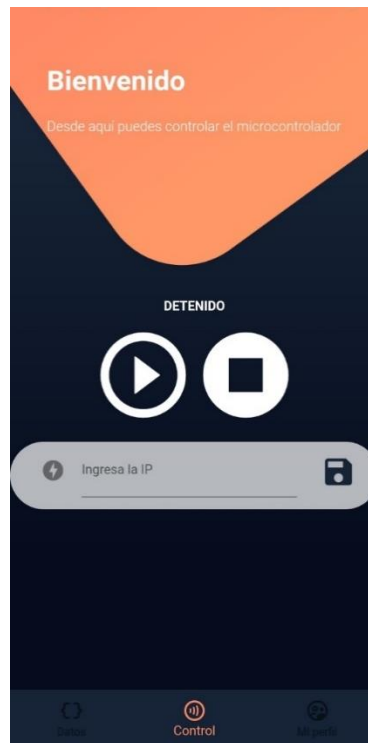 Bienvenido
Desde aqui puedes controlar el microcontrolador
DETENIDO
Ingresa la IP
Datos
Control
Mi perfil